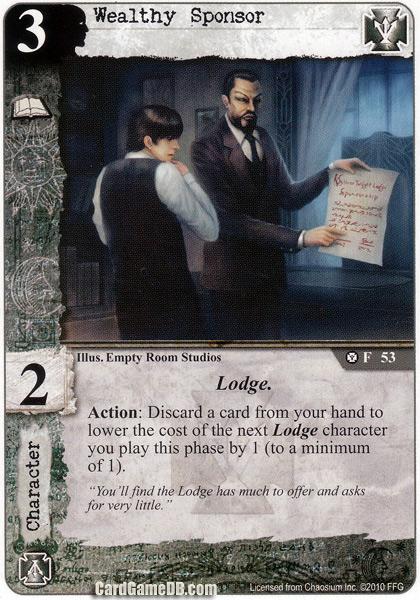 3
Wealthy Sponsor
Illus. Empty Room Studios
F 53
2
Lodge.
Action: Discard a card from your hand to
lower the cost of the next Lodge character
you play this phase by 1 (to a minimum
of 1).
"You'll find the Lodge has much to offer and asks
for very little."
Character
CardGameDB.com
Licensed from Chaosium Inc. ©2010 FFG